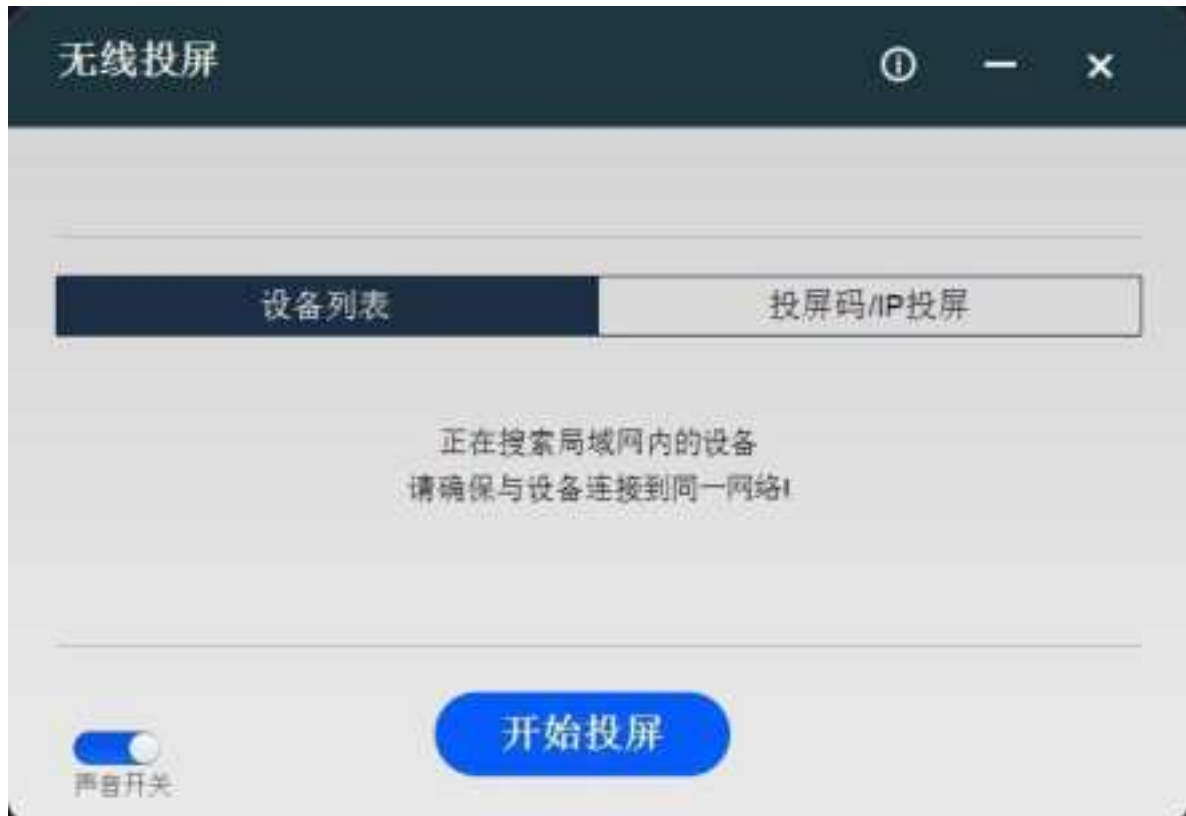 无线投屏
设备列表
投屏码/IP投屏
正在搜索局域网内的设备
请确保与设备连接到同一网络!
开始投屏
声音开关